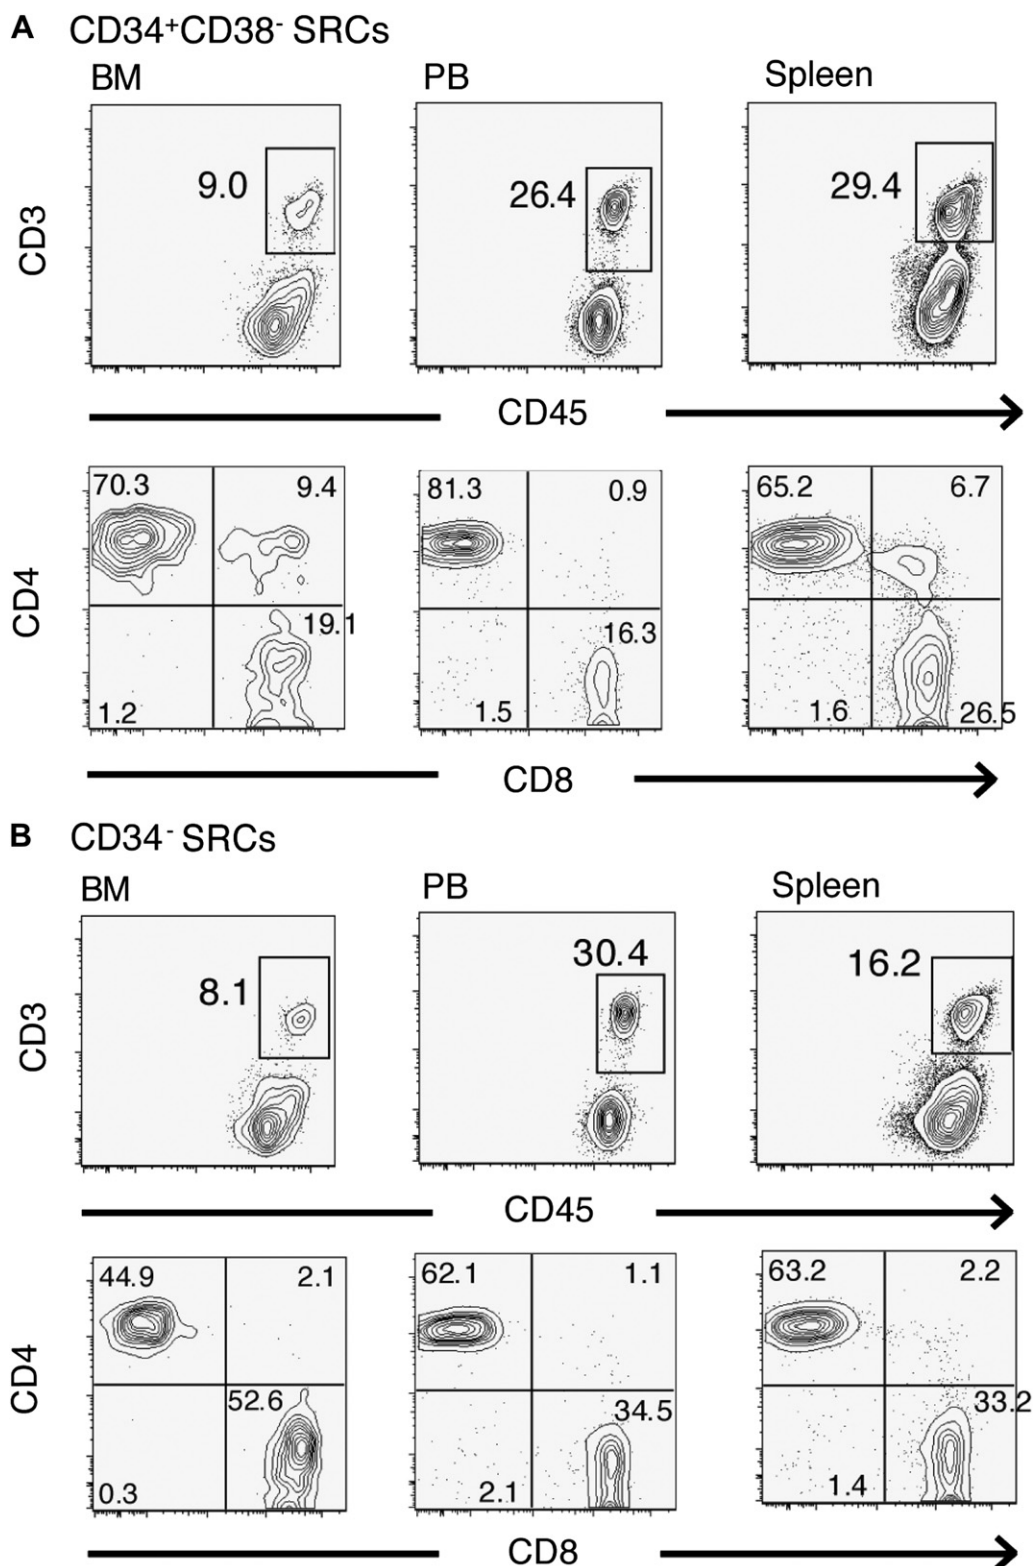 A CD34⁺CD38⁻ SRCs
BM PB Spleen
CD3
9.0 26.4 29.4
CD45
CD4
70.3 9.4 81.3 0.9 65.2 6.7
19.1 16.3
1.2 1.5 1.6 26.5
CD8
B CD34⁻ SRCs
BM PB Spleen
CD3
8.1 30.4 16.2
CD45
CD4
44.9 2.1 62.1 1.1 63.2 2.2
52.6 34.5 33.2
0.3 2.1 1.4
CD8